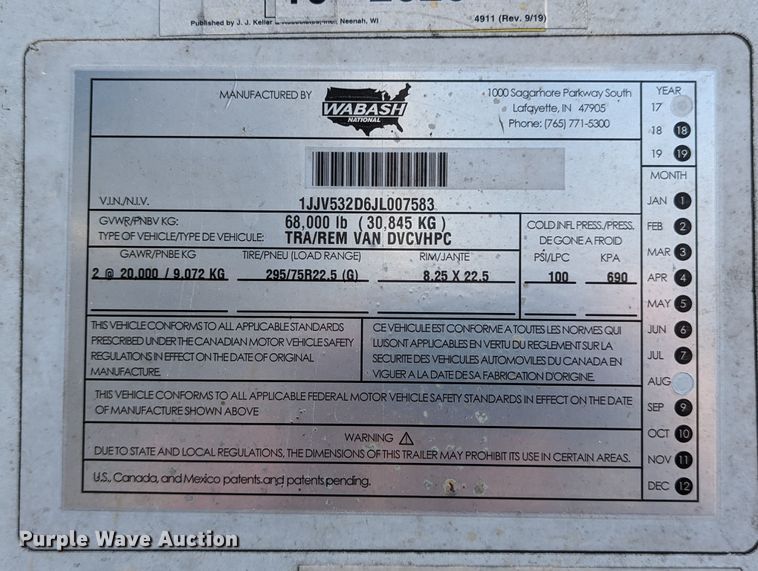 Published by J. J. Keller & Associates, Inc., Neenah, WI
4911 (Rev. 9/19)
MANUFACTURED BY
WABASH
NATIONAL
1000 Sagamore Parkway South
Lafayette, IN 47905
Phone: (765) 771-5300
YEAR
17
18 18
19 19
V.I.N./N.I.V. 1JJV532D6JL007583
GVWR/PNBV KG: 68,000 lb (30,845 KG)
TYPE OF VEHICLE/TYPE DE VEHICULE: TRA/REM VAN DVCVHPC
COLD INFL PRESS./PRESS.
DE GONE A FROID
GAWR/PNBE KG TIRE/PNEU (LOAD RANGE) RIM/JANTE PSI/LPC KPA
2 @ 20,000 / 9,072 KG 295/75R22.5 (G) 8.25 X 22.5 100 690
THIS VEHICLE CONFORMS TO ALL APPLICABLE STANDARDS
PRESCRIBED UNDER THE CANADIAN MOTOR VEHICLE SAFETY
REGULATIONS IN EFFECT ON THE DATE OF ORIGINAL
MANUFACTURE.
CE VEHICULE EST CONFORME A TOUTES LES NORMES QUI
LUISONT APPLICABLES EN VERTU DU REGLEMENT SUR LA
SECURITE DES VEHICULES AUTOMOVILES DU CANADA EN
VIGUER A LA DATE DE SA FABRICATION D'ORIGINE.
THIS VEHICLE CONFORMS TO ALL APPLICABLE FEDERAL MOTOR VEHICLE SAFETY STANDARDS IN EFFECT ON THE DATE
OF MANUFACTURE SHOWN ABOVE
WARNING
DUE TO STATE AND LOCAL REGULATIONS, THE DIMENSIONS OF THIS TRAILER MAY PROHIBIT ITS USE IN CERTAIN AREAS.
U.S., Canada, and Mexico patents and patents pending.
MONTH
JAN 1
FEB 2
MAR 3
APR 4
MAY 5
JUN 6
JUL 7
AUG
SEP 9
OCT 10
NOV 11
DEC 12
Purple Wave Auction